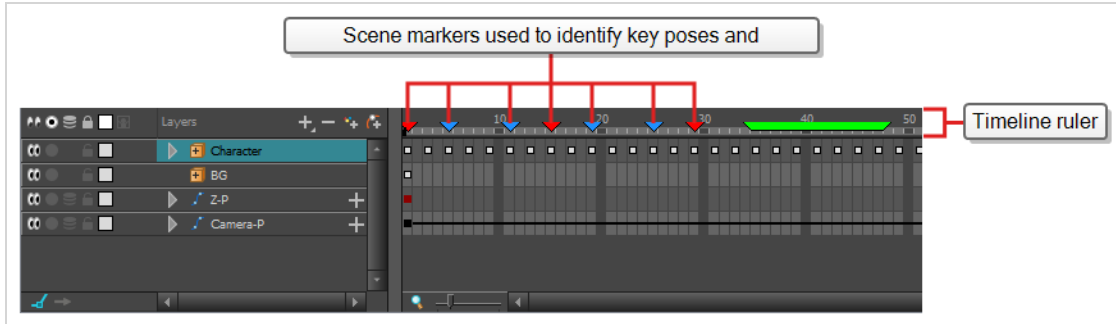 Scene markers used to identify key poses and
Timeline ruler
Layers
10 20 30 40 50
Character
BG
Z-P
Camera-P